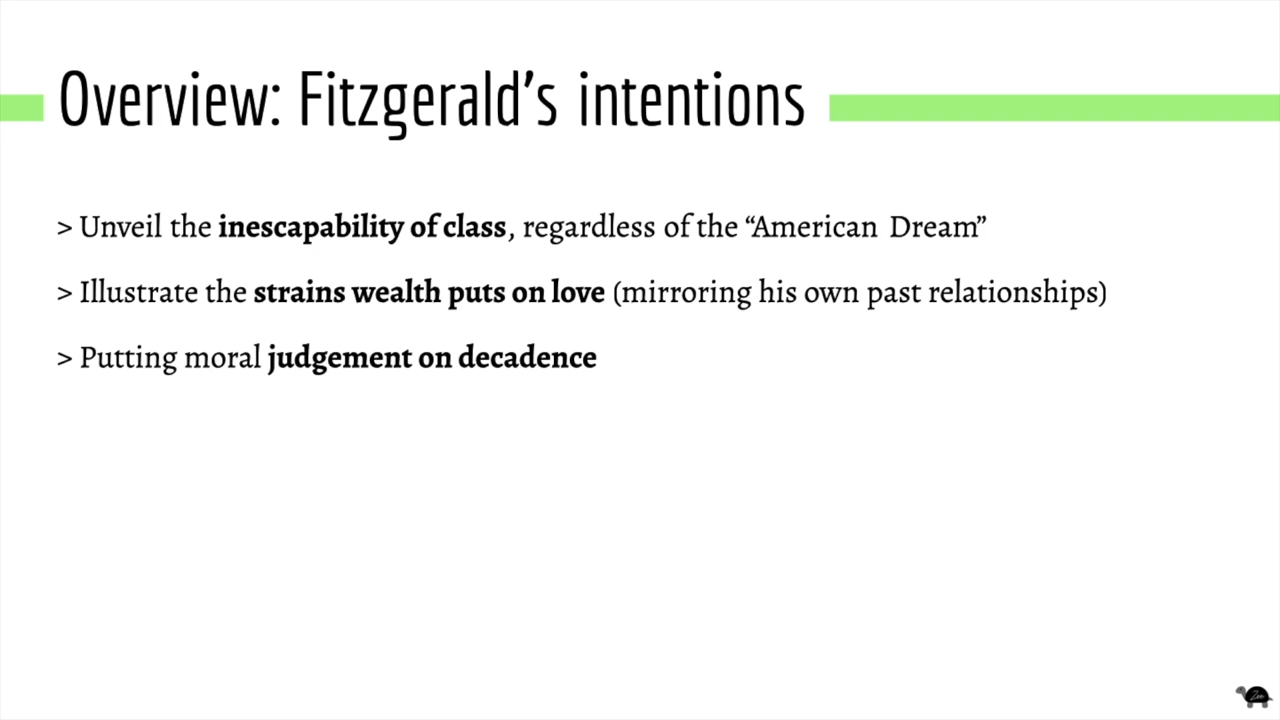 Overview: Fitzgerald’s intentions
> Unveil the inescapability of class, regardless of the “American Dream”
> Illustrate the strains wealth puts on love (mirroring his own past relationships)
> Putting moral judgement on decadence